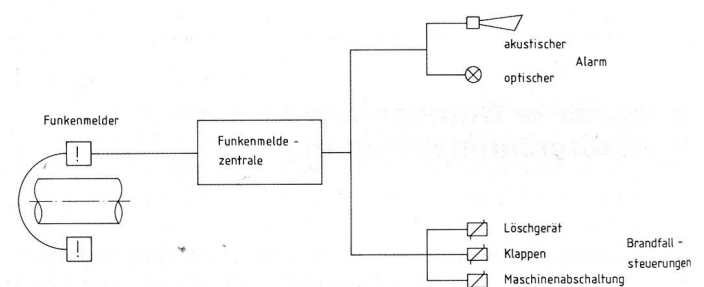 Funkenmelder
!
!
Funkenmelde -
zentrale
akustischer
Alarm
optischer
Löschgerät
Klappen
Maschinenabschaltung
Brandfall -
steuerungen